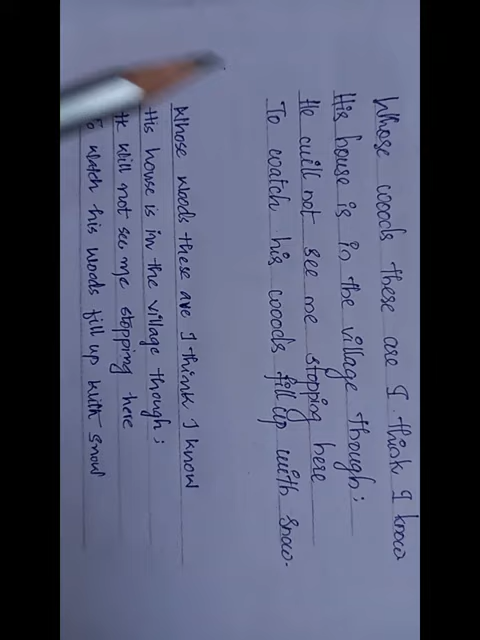 Whose woods these are I think I know
His house is in the village though;
He will not see me stopping here
To watch his woods fill up with snow.
Whose woods these are I think I know
His house is in the village though;
He will not see me stopping here
To watch his woods fill up with snow